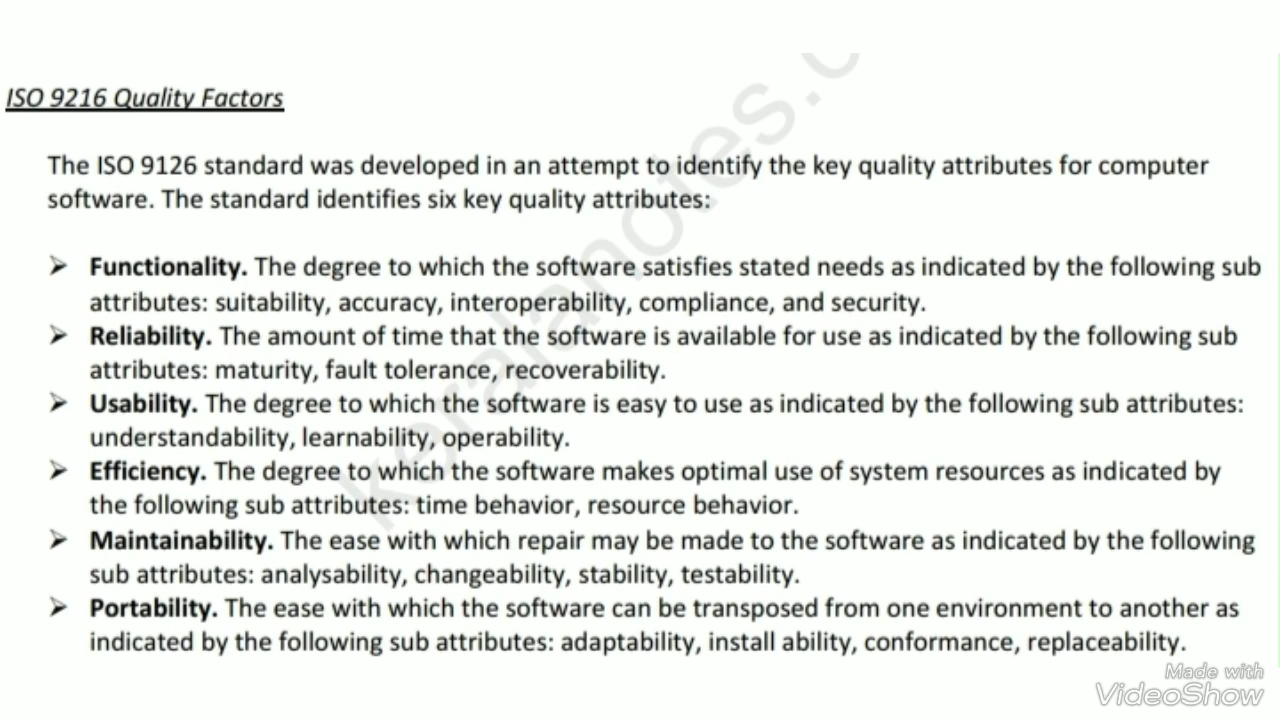 ISO 9216 Quality Factors
The ISO 9126 standard was developed in an attempt to identify the key quality attributes for computer
software. The standard identifies six key quality attributes:
➢ Functionality. The degree to which the software satisfies stated needs as indicated by the following sub
attributes: suitability, accuracy, interoperability, compliance, and security.
➢ Reliability. The amount of time that the software is available for use as indicated by the following sub
attributes: maturity, fault tolerance, recoverability.
➢ Usability. The degree to which the software is easy to use as indicated by the following sub attributes:
understandability, learnability, operability.
➢ Efficiency. The degree to which the software makes optimal use of system resources as indicated by
the following sub attributes: time behavior, resource behavior.
➢ Maintainability. The ease with which repair may be made to the software as indicated by the following
sub attributes: analysability, changeability, stability, testability.
➢ Portability. The ease with which the software can be transposed from one environment to another as
indicated by the following sub attributes: adaptability, install ability, conformance, replaceability.
keralanotes.c
Made with
VideoShow